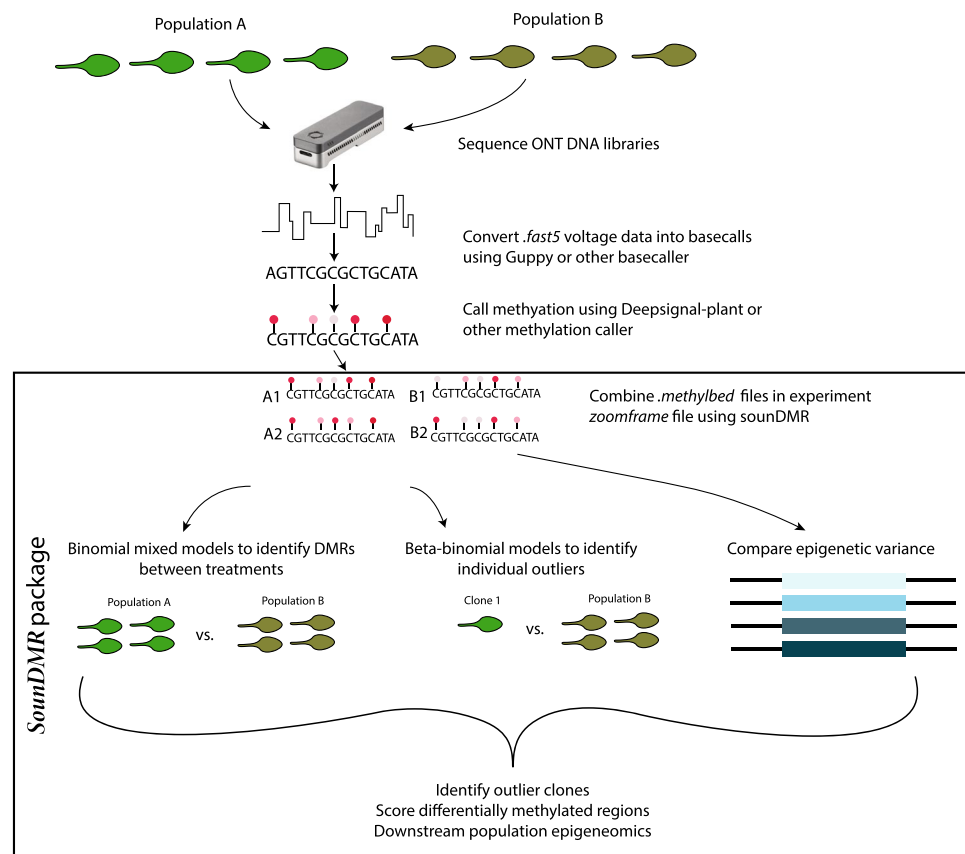 Population A
Population B
Sequence ONT DNA libraries
Convert .fast5 voltage data into basecalls
using Guppy or other basecaller
AGTTCGCGCTGCATA
Call methyation using Deepsignal-plant or
other methylation caller
CGTTCGCGCTGCATA
A1 CGTTCGCGCTGCATA
B1 CGTTCGCGCTGCATA
A2 CGTTCGCGCTGCATA
B2 CGTTCGCGCTGCATA
Combine .methylbed files in experiment
zoomframe file using sounDMR
SounDMR package
Binomial mixed models to identify DMRs
between treatments
Population A
vs.
Population B
Beta-binomial models to identify
individual outliers
Clone 1
vs.
Population B
Compare epigenetic variance
Identify outlier clones
Score differentially methylated regions
Downstream population epigeneomics